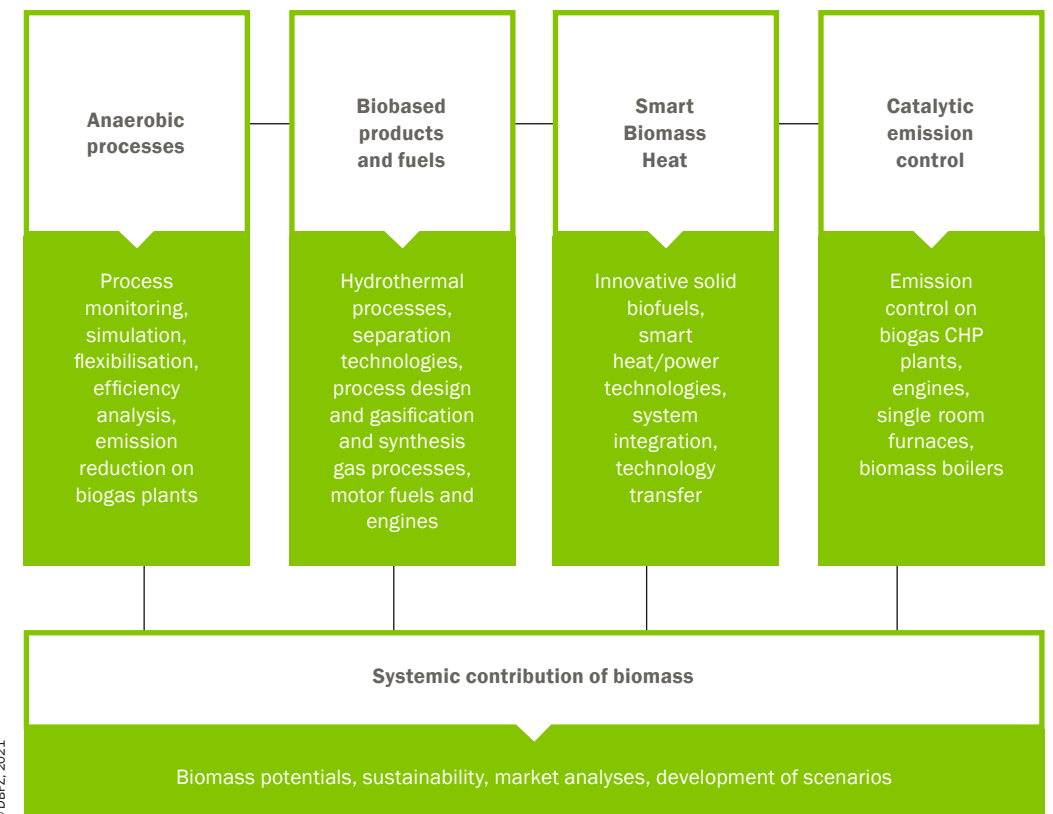 Anaerobic
processes
Biobased
products
and fuels
Smart
Biomass
Heat
Catalytic
emission
control
Process
monitoring,
simulation,
flexibilisation,
efficiency
analysis,
emission
reduction on
biogas plants
Hydrothermal
processes,
separation
technologies,
process design
and gasification
and synthesis
gas processes,
motor fuels and
engines
Innovative solid
biofuels,
smart
heat/power
technologies,
system
integration,
technology
transfer
Emission
control on
biogas CHP
plants,
engines,
single room
furnaces,
biomass boilers
Systemic contribution of biomass
Biomass potentials, sustainability, market analyses, development of scenarios
DBFZ, 2021